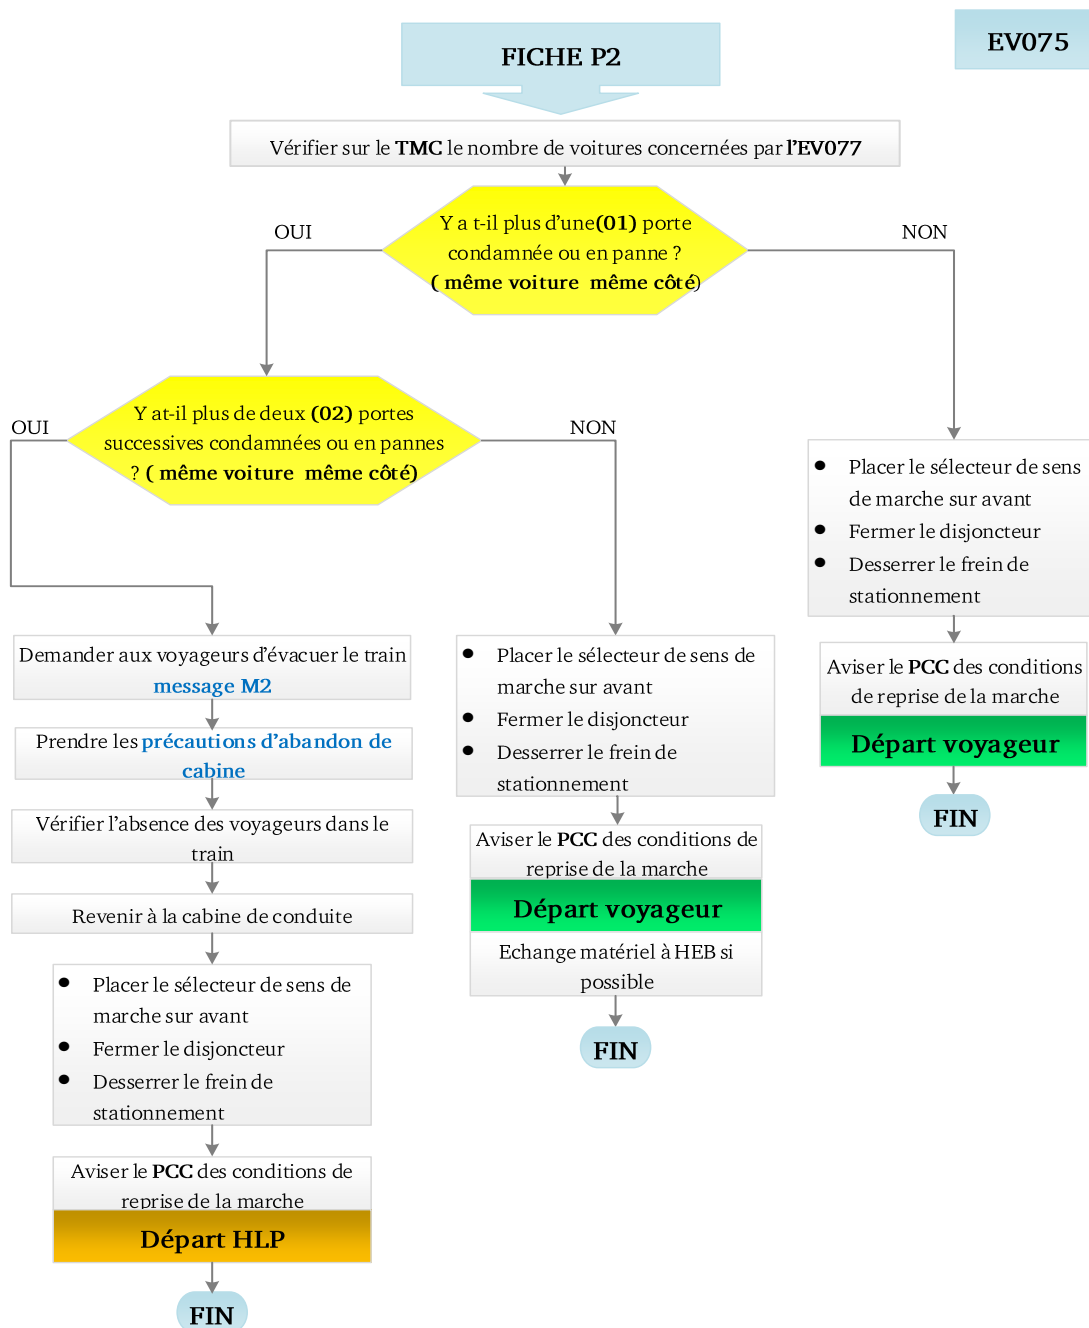 FICHE P2
EV075
Vérifier sur le TMC le nombre de voitures concernées par l'EV077
Y a t-il plus d'une(01) porte
condamnée ou en panne ?
( même voiture même côté)
OUI
NON
Y at-il plus de deux (02) portes
successives condamnées ou en pannes
? ( même voiture même côté)
OUI
NON
Demander aux voyageurs d'évacuer le train
message M2
Prendre les précautions d'abandon de
cabine
Vérifier l'absence des voyageurs dans le
train
Revenir à la cabine de conduite
• Placer le sélecteur de sens de
marche sur avant
• Fermer le disjoncteur
• Desserrer le frein de
stationnement
Aviser le PCC des conditions de
reprise de la marche
Départ HLP
FIN
• Placer le sélecteur de sens de
marche sur avant
• Fermer le disjoncteur
• Desserrer le frein de
stationnement
Aviser le PCC des conditions de
reprise de la marche
Départ voyageur
Echange matériel à HEB si
possible
FIN
• Placer le sélecteur de sens
de marche sur avant
• Fermer le disjoncteur
• Desserrer le frein de
stationnement
Aviser le PCC des conditions
de reprise de la marche
Départ voyageur
FIN